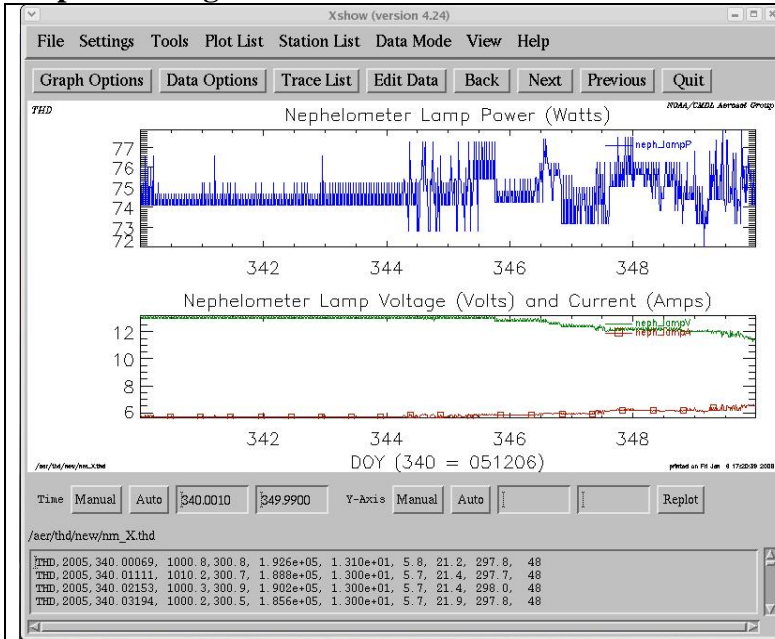 Xshow (version 4.24)
File Settings Tools Plot List Station List Data Mode View Help
Graph Options Data Options Trace List Edit Data Back Next Previous Quit
THD
NOAA/CMDL Aerosol Group
Nephelometer Lamp Power (Watts)
neph_lampP
77
76
75
74
73
72
342 344 346 348
Nephelometer Lamp Voltage (Volts) and Current (Amps)
neph_lampV
neph_lampA
12
10
8
6
342 344 346 348
DOY (340 = 051206)
/aer/thd/new/nm_X.thd
Time Manual Auto 340.0010 349.9900 Y-Axis Manual Auto Replot
/aer/thd/new/nm_X.thd
THD,2005,340.00069, 1000.8,300.8, 1.926e+05, 1.310e+01, 5.8, 21.2, 297.8, 48
THD,2005,340.01111, 1010.2,300.7, 1.888e+05, 1.300e+01, 5.7, 21.4, 297.7, 48
THD,2005,340.02153, 1000.3,300.9, 1.902e+05, 1.300e+01, 5.7, 21.4, 298.0, 48
THD,2005,340.03194, 1000.2,300.5, 1.856e+05, 1.300e+01, 5.7, 21.9, 297.8, 48